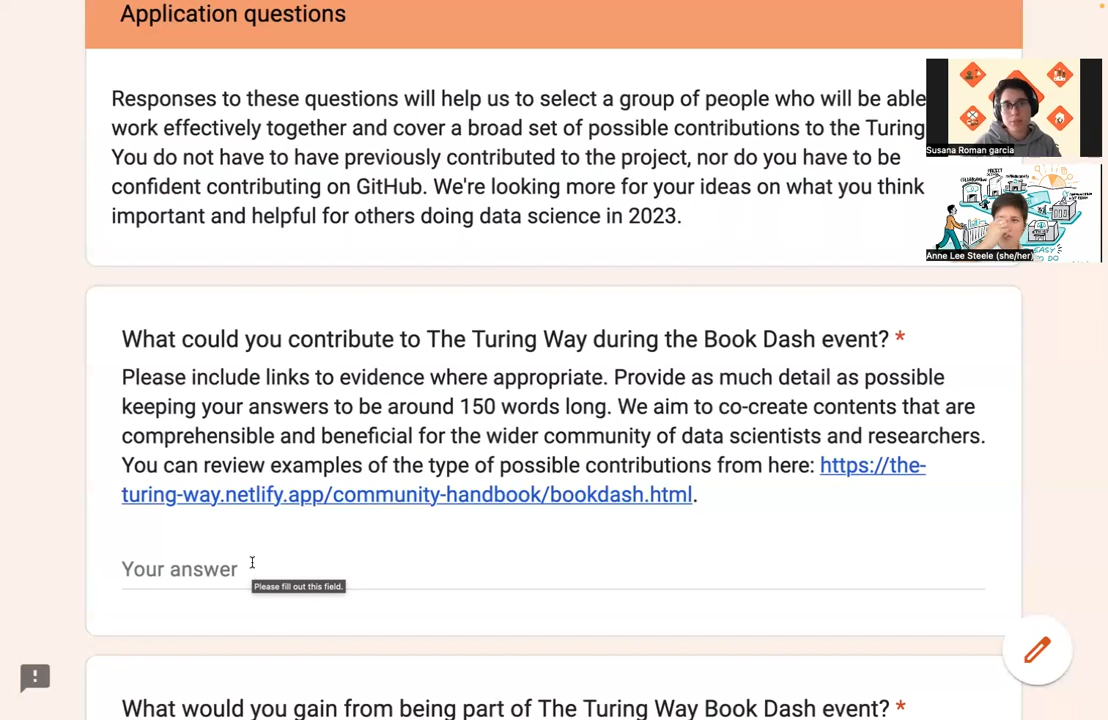 Application questions
Responses to these questions will help us to select a group of people who will be able
work effectively together and cover a broad set of possible contributions to the Turing
You do not have to have previously contributed to the project, nor do you have to be
confident contributing on GitHub. We're looking more for your ideas on what you think
important and helpful for others doing data science in 2023.
Susana Roman garcia
Anne Lee Steele (she/her)
EASY
TO DO
What could you contribute to The Turing Way during the Book Dash event? *
Please include links to evidence where appropriate. Provide as much detail as possible
keeping your answers to be around 150 words long. We aim to co-create contents that are
comprehensible and beneficial for the wider community of data scientists and researchers.
You can review examples of the type of possible contributions from here: https://the-
turing-way.netlify.app/community-handbook/bookdash.html.
Your answer
Please fill out this field.
What would you gain from being part of The Turing Way Book Dash event? *